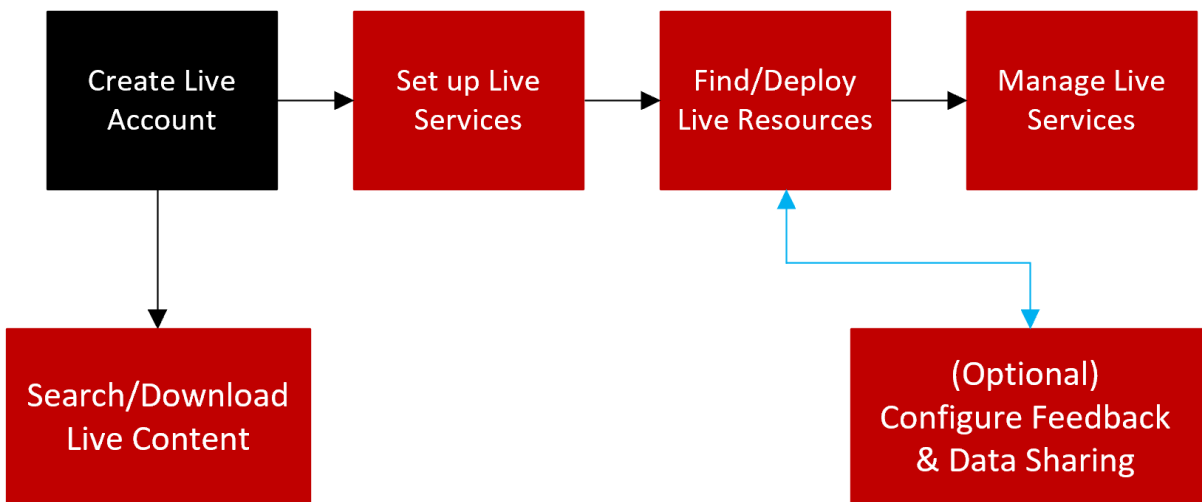 Create Live
Account
Set up Live
Services
Find/Deploy
Live Resources
Manage Live
Services
Search/Download
Live Content
(Optional)
Configure Feedback
& Data Sharing